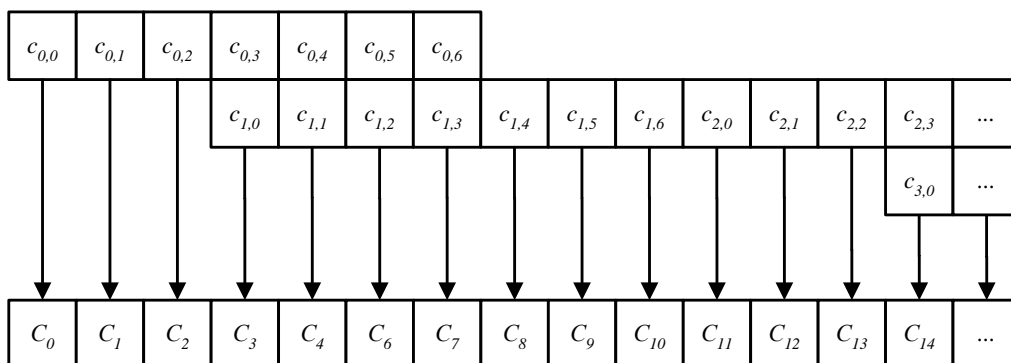 c0,0 c0,1 c0,2 c0,3 c0,4 c0,5 c0,6
c1,0 c1,1 c1,2 c1,3 c1,4 c1,5 c1,6 c2,0 c2,1 c2,2 c2,3 ...
c3,0 ...
C0 C1 C2 C3 C4 C6 C7 C8 C9 C10 C11 C12 C13 C14 ...